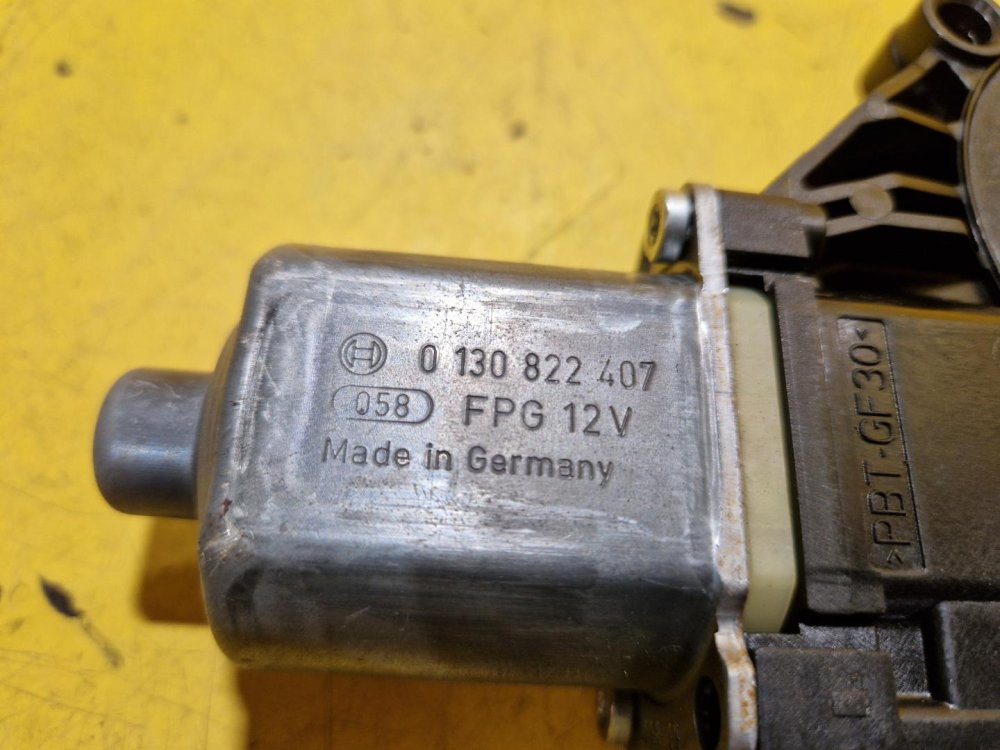 0 130 822 407
058 FPG 12V
Made in Germany
>PBT-GF30<